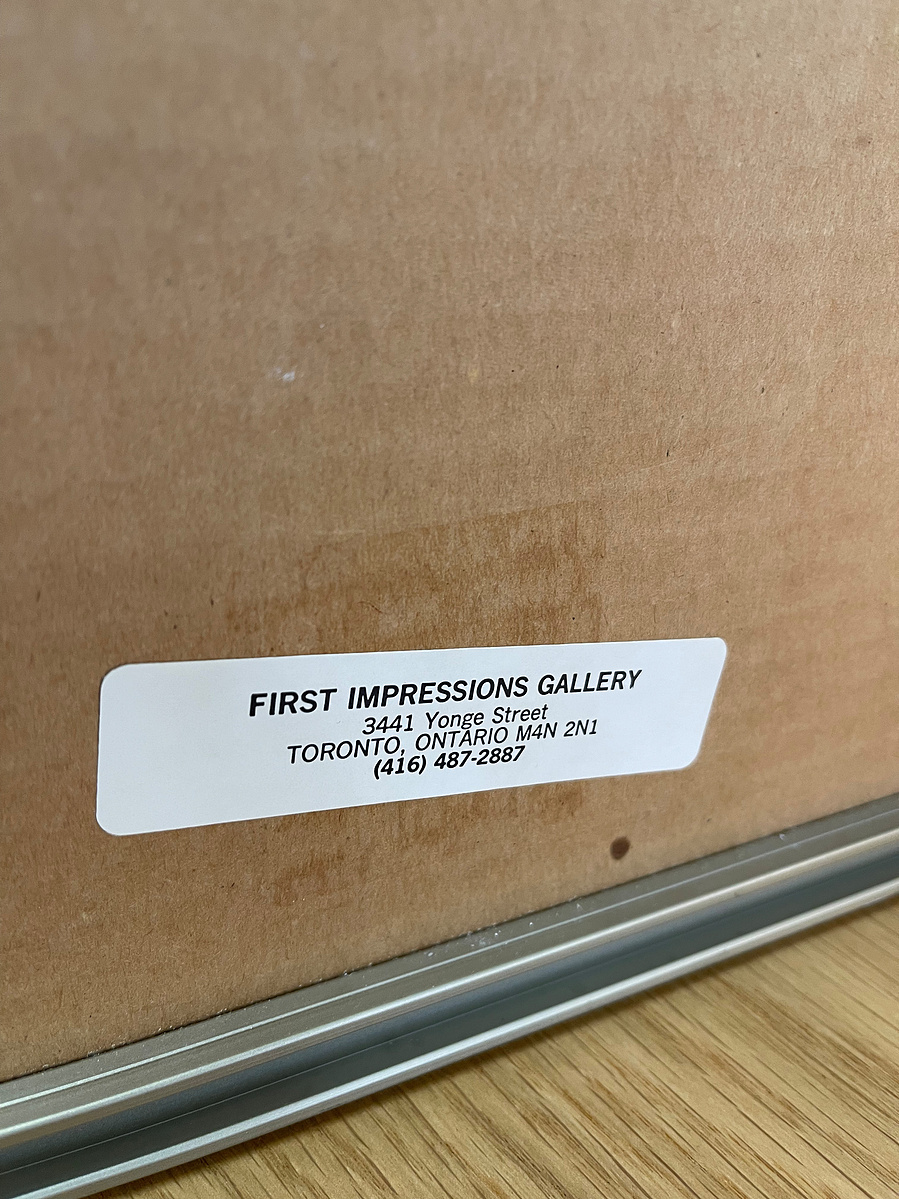 FIRST IMPRESSIONS GALLERY
3441 Yonge Street
TORONTO, ONTARIO M4N 2N1
(416) 487-2887